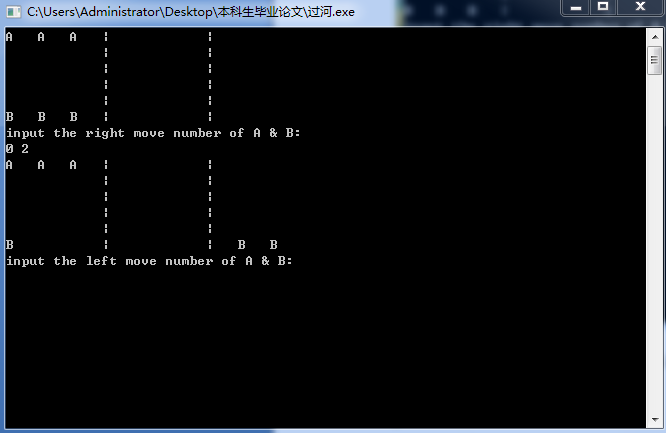 C:\Users\Administrator\Desktop\本科生毕业论文\过河.exe
A   A   A   ¦            ¦
            ¦            ¦
            ¦            ¦
            ¦            ¦
            ¦            ¦
B   B   B   ¦            ¦
input the right move number of A & B:
0 2
A   A   A   ¦            ¦
            ¦            ¦
            ¦            ¦
            ¦            ¦
            ¦            ¦
B           ¦            ¦   B   B
input the left move number of A & B: